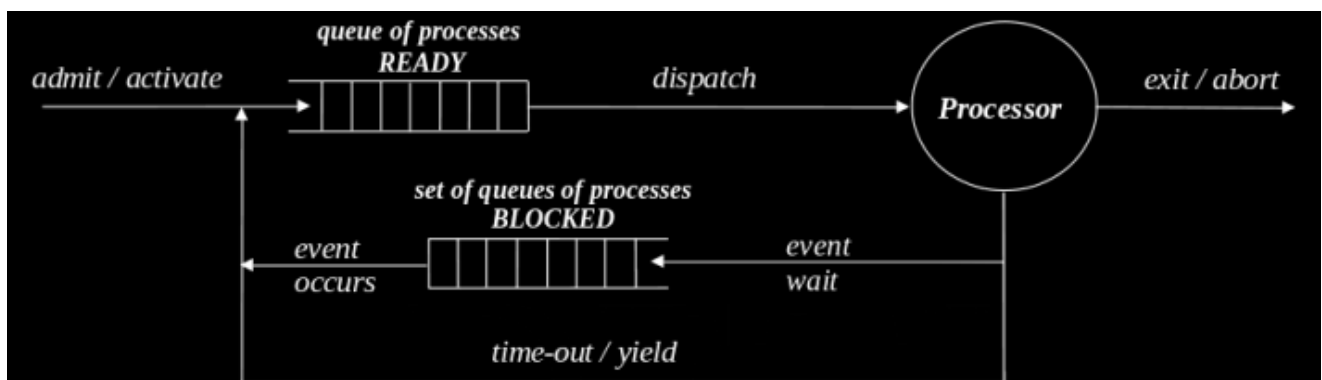 queue of processes
READY
admit / activate
dispatch
exit / abort
Processor
set of queues of processes
BLOCKED
event
occurs
event
wait
time-out / yield